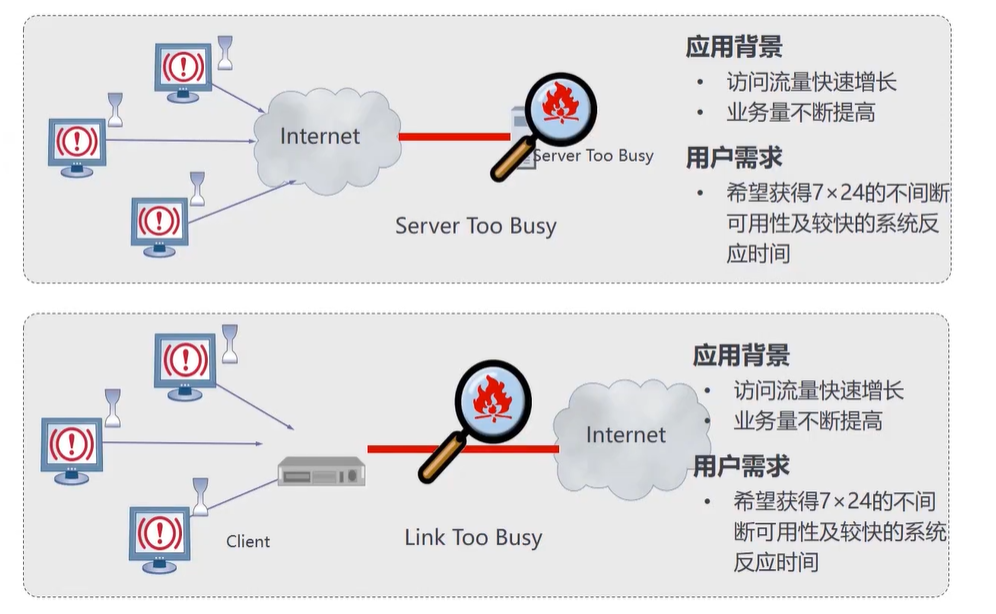 Internet
Server Too Busy
Server Too Busy
应用背景
• 访问流量快速增长
• 业务量不断提高
用户需求
• 希望获得7×24的不间断
可用性及较快的系统反
应时间
Internet
Client
Link Too Busy
应用背景
• 访问流量快速增长
• 业务量不断提高
用户需求
• 希望获得7×24的不间
断可用性及较快的系统
反应时间